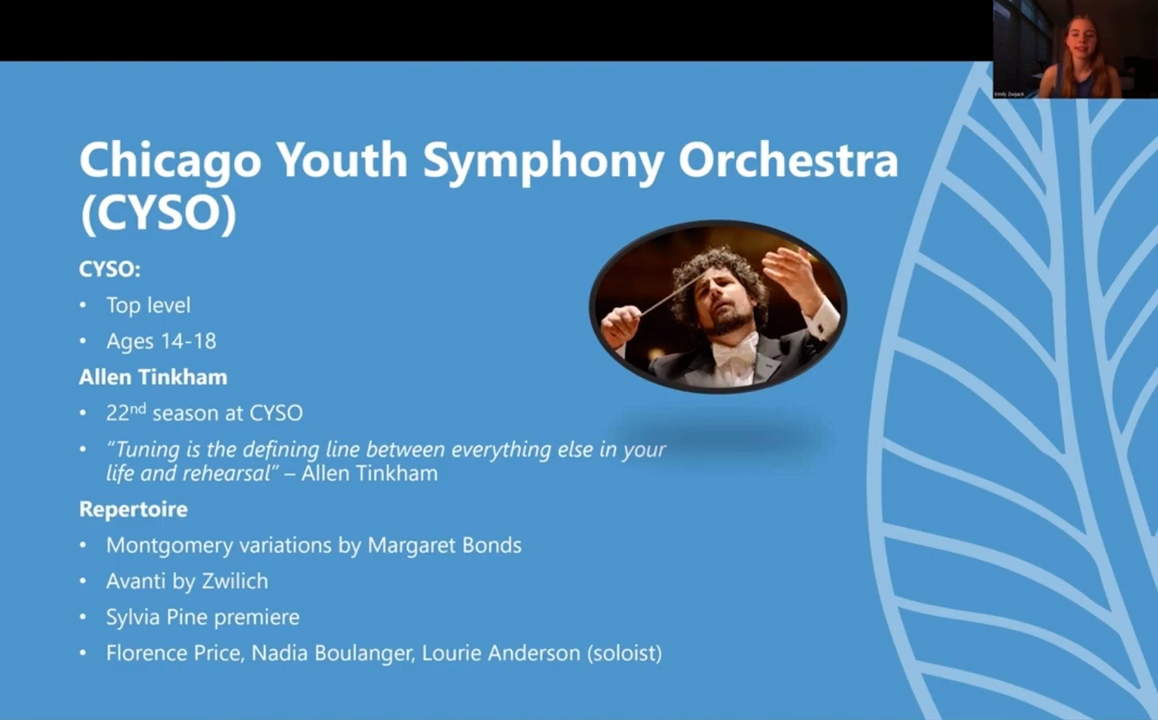 Emily Zwijack
Chicago Youth Symphony Orchestra
(CYSO)
CYSO:
• Top level
• Ages 14-18
Allen Tinkham
• 22nd season at CYSO
• “Tuning is the defining line between everything else in your
life and rehearsal” – Allen Tinkham
Repertoire
• Montgomery variations by Margaret Bonds
• Avanti by Zwilich
• Sylvia Pine premiere
• Florence Price, Nadia Boulanger, Lourie Anderson (soloist)